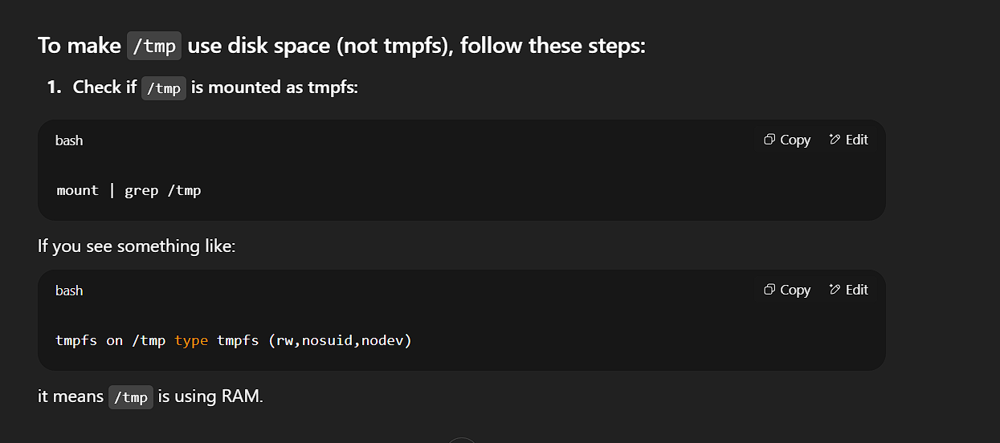 To make /tmp use disk space (not tmpfs), follow these steps:
1. Check if /tmp is mounted as tmpfs:
bash Copy Edit
mount | grep /tmp
If you see something like:
bash Copy Edit
tmpfs on /tmp type tmpfs (rw,nosuid,nodev)
it means /tmp is using RAM.